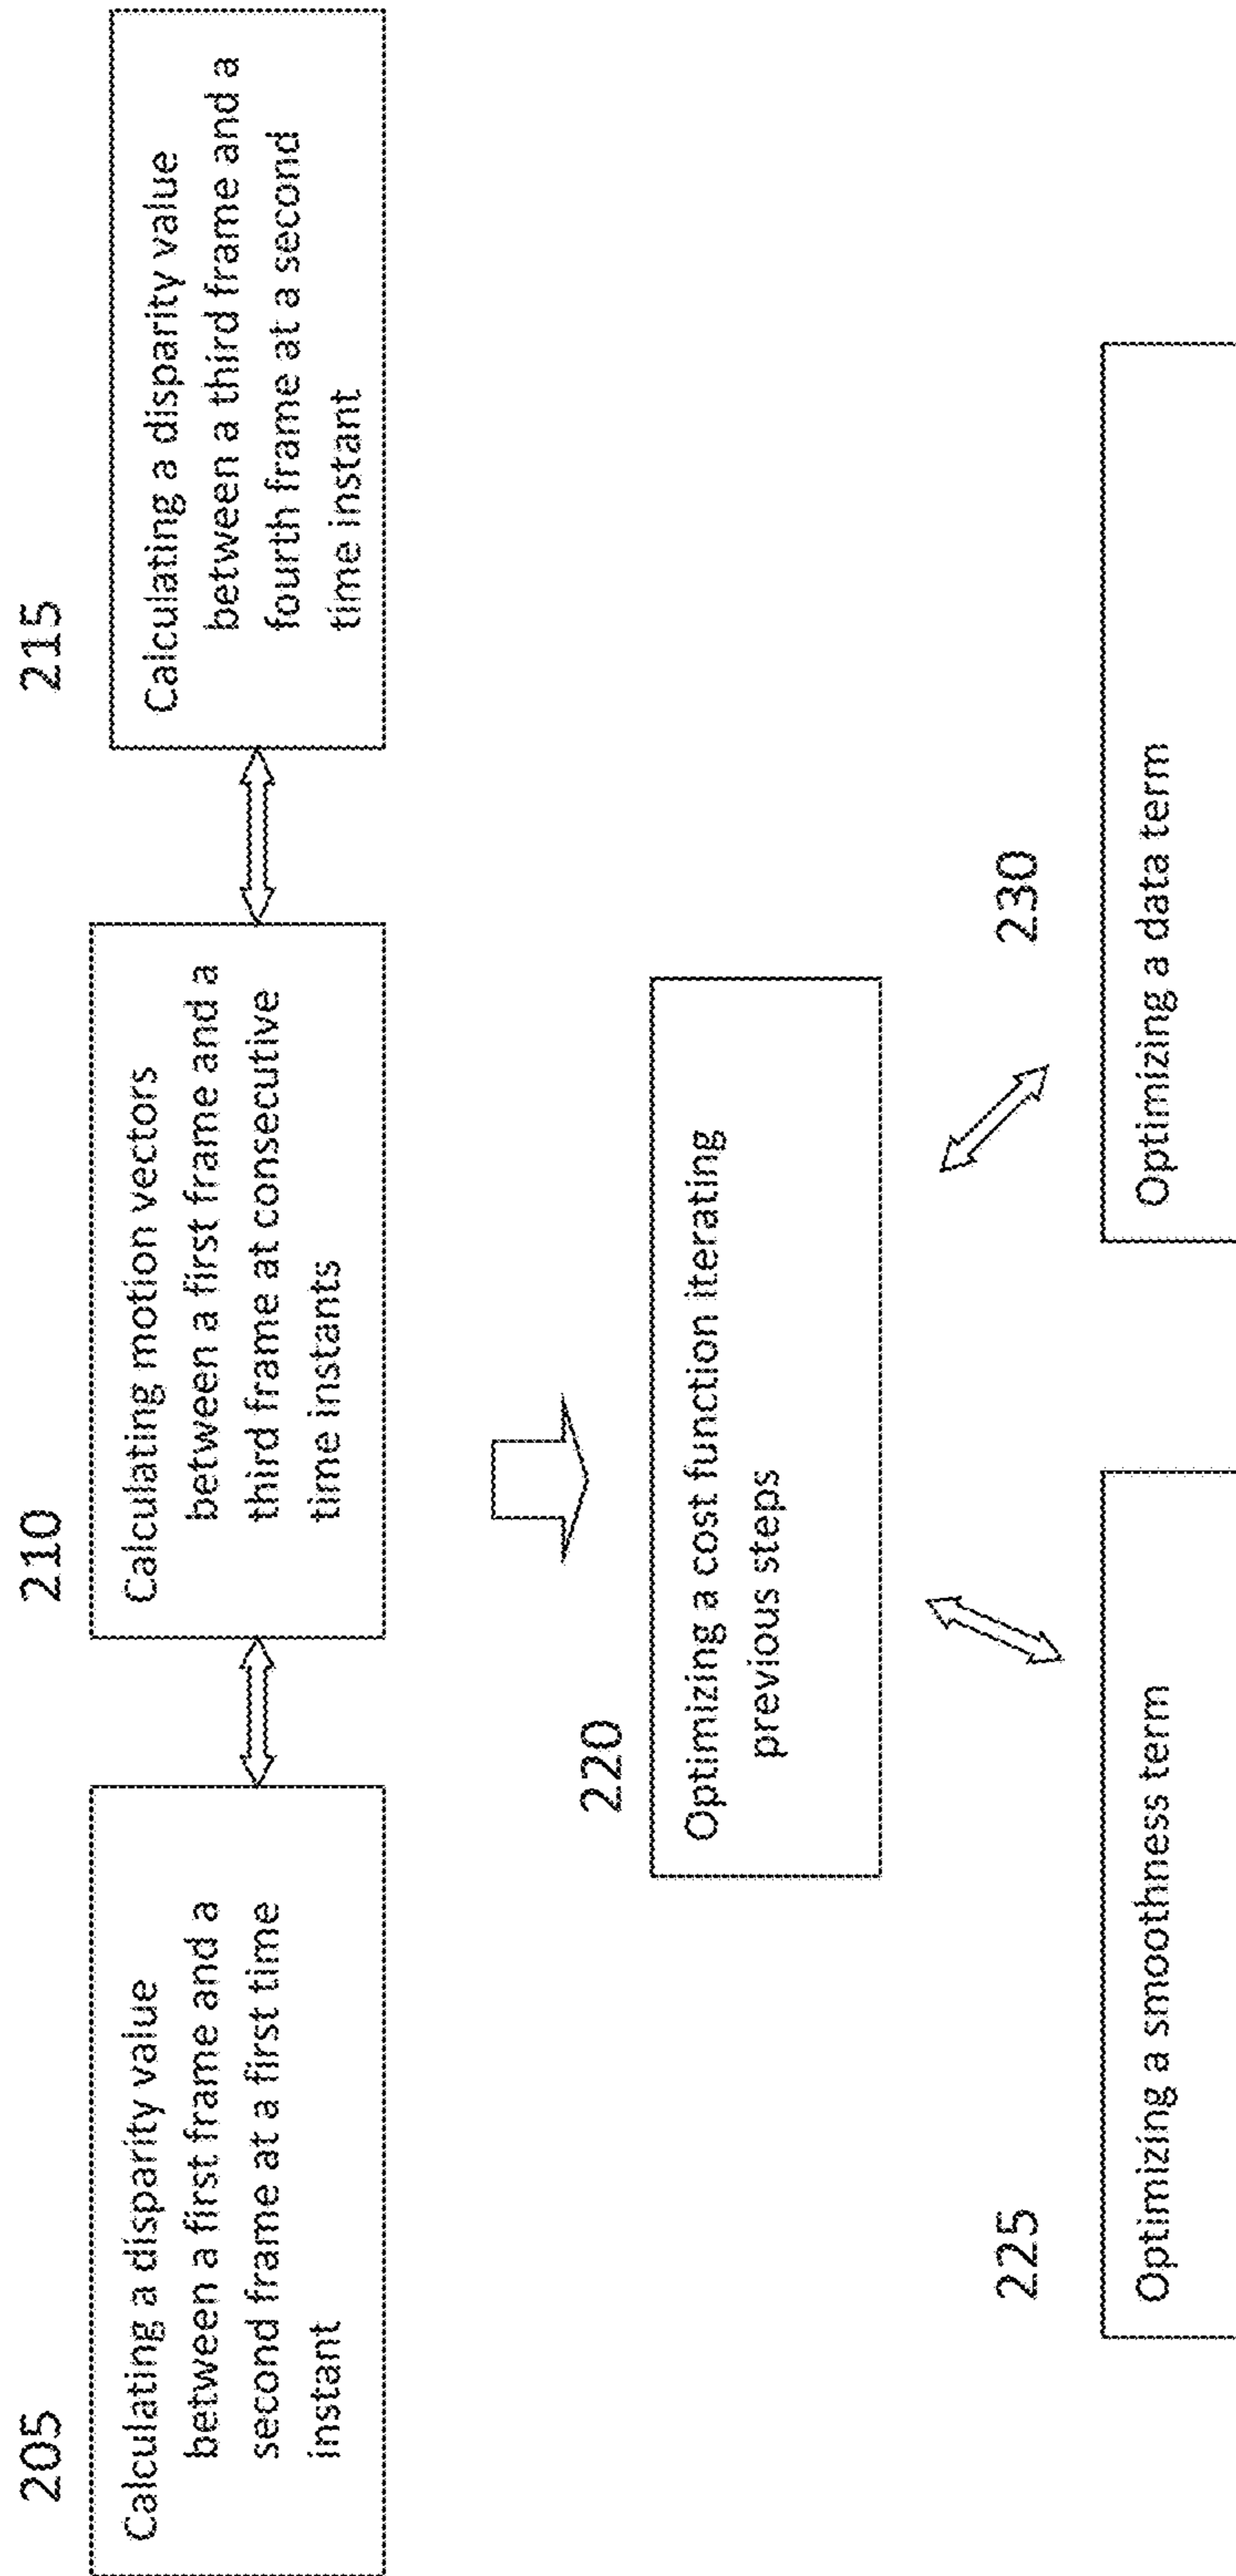 205
Calculating a disparity value
between a first frame and a
second frame at a first time
instant
210
Calculating motion vectors
between a first frame and a
third frame at consecutive
time instants
215
Calculating a disparity value
between a third frame and a
fourth frame at a second
time instant
220
Optimizing a cost function iterating
previous steps
225
Optimizing a smoothness term
230
Optimizing a data term